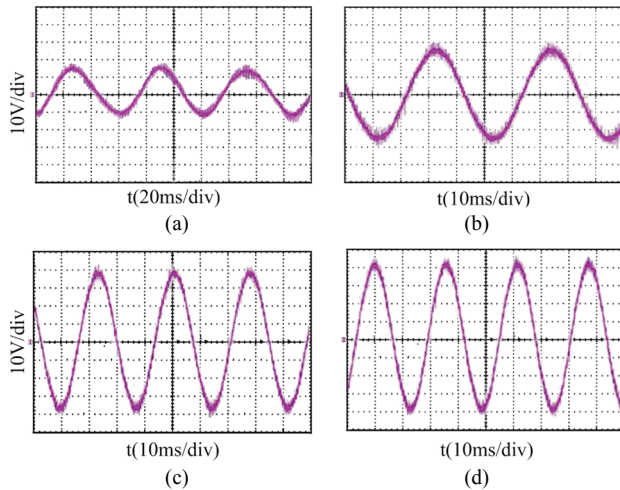 10V/div
t(20ms/div)
t(10ms/div)
(a)
(b)
10V/div
t(10ms/div)
t(10ms/div)
(c)
(d)